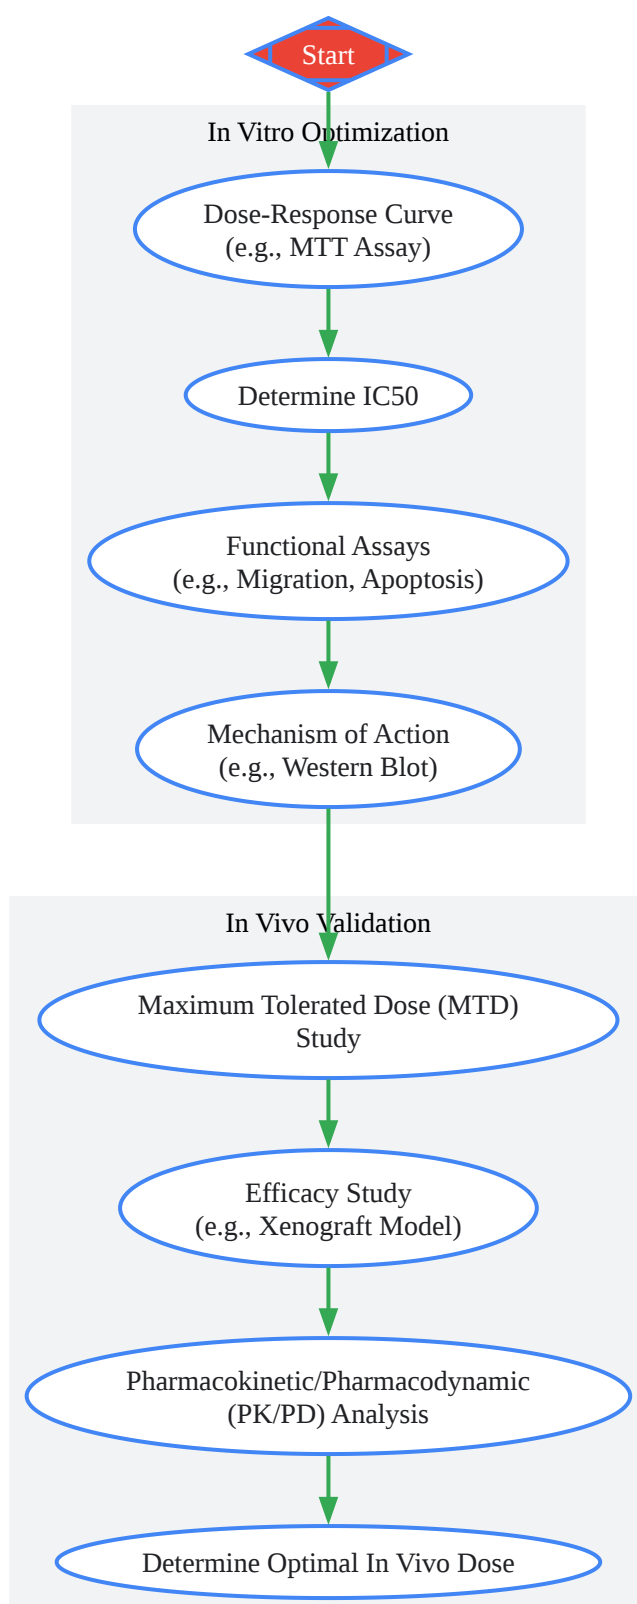 Start
In Vitro Optimization
Dose-Response Curve
(e.g., MTT Assay)
Determine IC50
Functional Assays
(e.g., Migration, Apoptosis)
Mechanism of Action
(e.g., Western Blot)
In Vivo Validation
Maximum Tolerated Dose (MTD)
Study
Efficacy Study
(e.g., Xenograft Model)
Pharmacokinetic/Pharmacodynamic
(PK/PD) Analysis
Determine Optimal In Vivo Dose